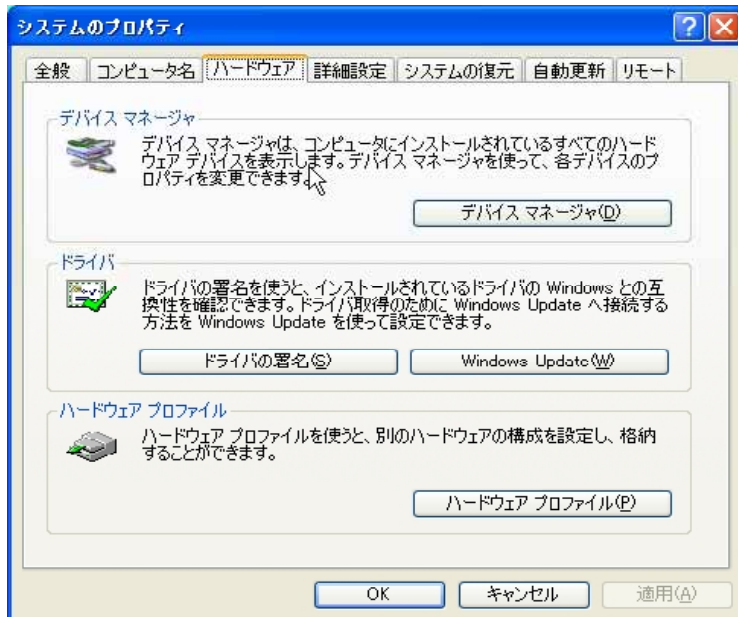 システムのプロパティ
全般
コンピュータ名
ハードウェア
詳細設定
システムの復元
自動更新
リモート
デバイス マネージャ
デバイス マネージャは、コンピュータにインストールされているすべてのハード
ウェア デバイスを表示します。デバイス マネージャを使って、各デバイスのプ
ロパティを変更できます。
デバイス マネージャ(D)
ドライバ
ドライバの署名を使うと、インストールされているドライバの Windows との互
換性を確認できます。ドライバ取得のために Windows Update へ接続する
方法を Windows Update を使って設定できます。
ドライバの署名(S)
Windows Update(W)
ハードウェア プロファイル
ハードウェア プロファイルを使うと、別のハードウェアの構成を設定し、格納
することができます。
ハードウェア プロファイル(P)
OK
キャンセル
適用(A)